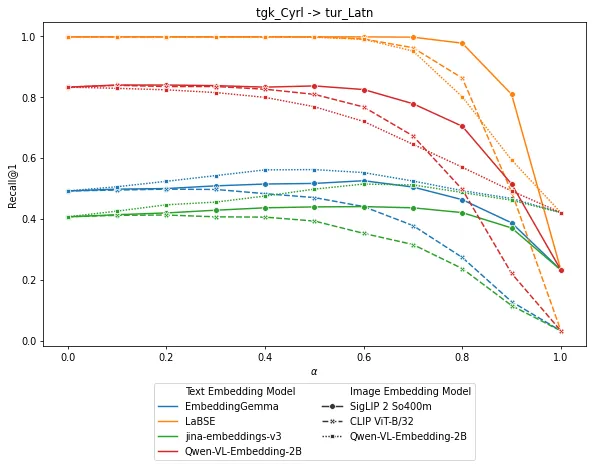 tgk_Cyrl -> tur_Latn
Recall@1
1.0
0.8
0.6
0.4
0.2
0.0
0.0 0.2 0.4 0.6 0.8 1.0
α
Text Embedding Model Image Embedding Model
EmbeddingGemma SigLIP 2 So400m
LaBSE CLIP ViT-B/32
jina-embeddings-v3 Qwen-VL-Embedding-2B
Qwen-VL-Embedding-2B